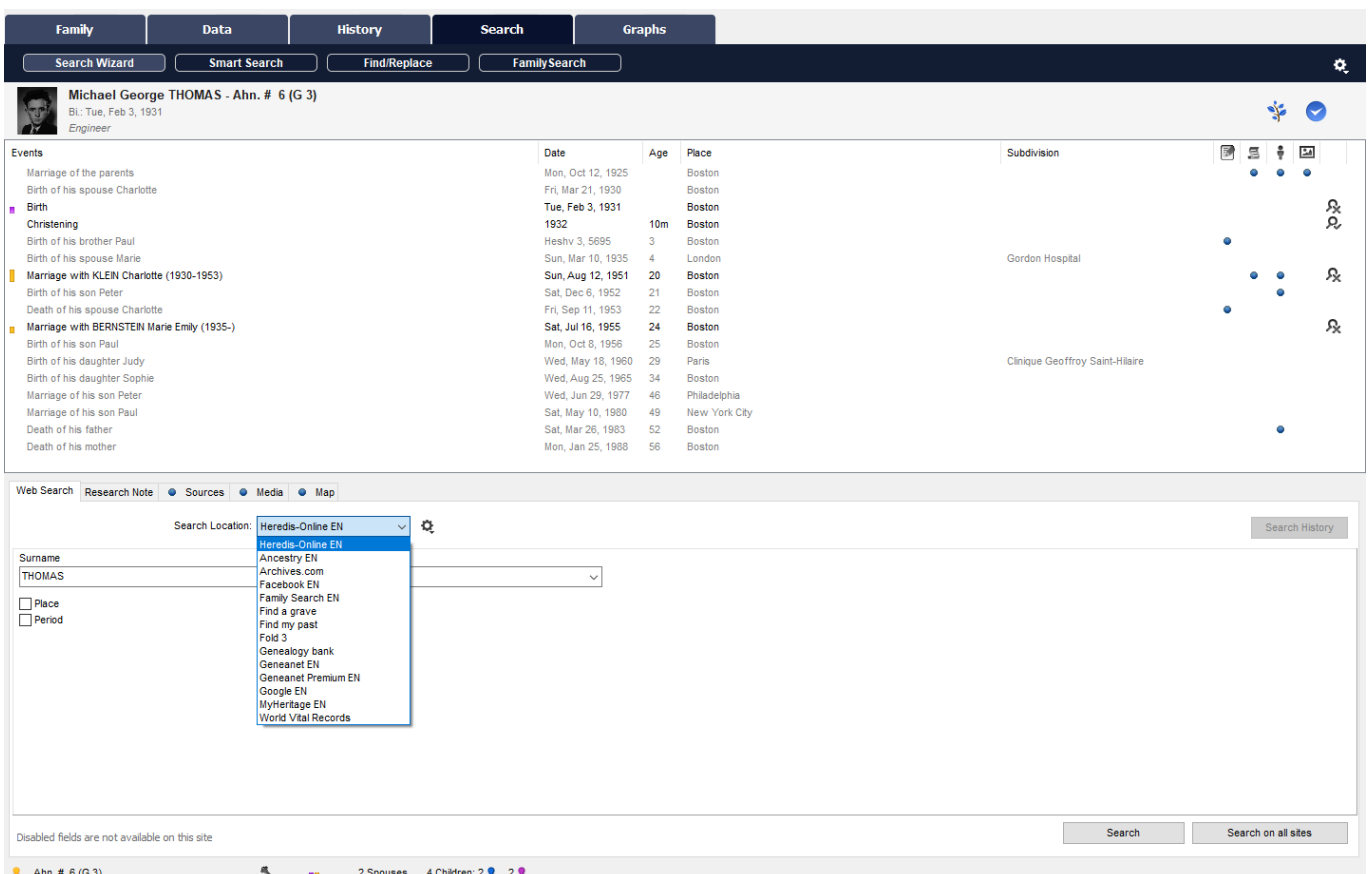 Family Data History Search Graphs
Search Wizard Smart Search Find/Replace FamilySearch
Michael George THOMAS - Ahn. # 6 (G 3)
Bi.: Tue, Feb 3, 1931
Engineer
Events Date Age Place Subdivision
Marriage of the parents Mon, Oct 12, 1925 Boston
Birth of his spouse Charlotte Fri, Mar 21, 1930 Boston
Birth Tue, Feb 3, 1931 Boston
Christening 1932 10m Boston
Birth of his brother Paul Heshv 3, 5695 3 Boston
Birth of his spouse Marie Sun, Mar 10, 1935 4 London Gordon Hospital
Marriage with KLEIN Charlotte (1930-1953) Sun, Aug 12, 1951 20 Boston
Birth of his son Peter Sat, Dec 6, 1952 21 Boston
Death of his spouse Charlotte Fri, Sep 11, 1953 22 Boston
Marriage with BERNSTEIN Marie Emily (1935-) Sat, Jul 16, 1955 24 Boston
Birth of his son Paul Mon, Oct 8, 1956 25 Boston
Birth of his daughter Judy Wed, May 18, 1960 29 Paris Clinique Geoffroy Saint-Hilaire
Birth of his daughter Sophie Wed, Aug 25, 1965 34 Boston
Marriage of his son Peter Wed, Jun 29, 1977 46 Philadelphia
Marriage of his son Paul Sat, May 10, 1980 49 New York City
Death of his father Sat, Mar 26, 1983 52 Boston
Death of his mother Mon, Jan 25, 1988 56 Boston
Web Search Research Note Sources Media Map
Search Location: Heredis-Online EN Search History
Heredis-Online EN
Ancestry EN
Archives.com
Facebook EN
Family Search EN
Find a grave
Find my past
Fold 3
Genealogy bank
Geneanet EN
Geneanet Premium EN
Google EN
MyHeritage EN
World Vital Records
Surname
THOMAS
Place
Period
Disabled fields are not available on this site Search Search on all sites
Ahn. # 6 (G 3) 2 Spouses 4 Children: 2 2